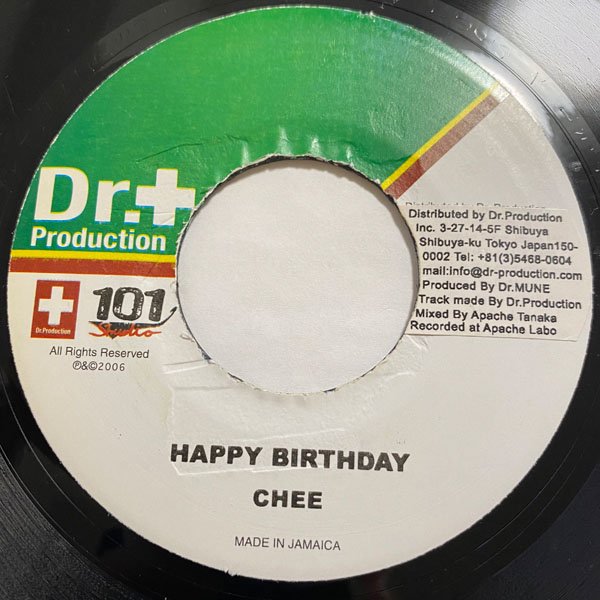 Dr.
Production
Dr.Production
101
Studio
All Rights Reserved
℗&©2006
Distributed by Dr.Production
Inc. 3-27-14-5F Shibuya
Shibuya-ku Tokyo Japan150-
0002 Tel: +81(3)5468-0604
mail:info@dr-production.com
Produced By Dr.MUNE
Track made By Dr.Production
Mixed By Apache Tanaka
Recorded at Apache Labo
HAPPY BIRTHDAY
CHEE
MADE IN JAMAICA